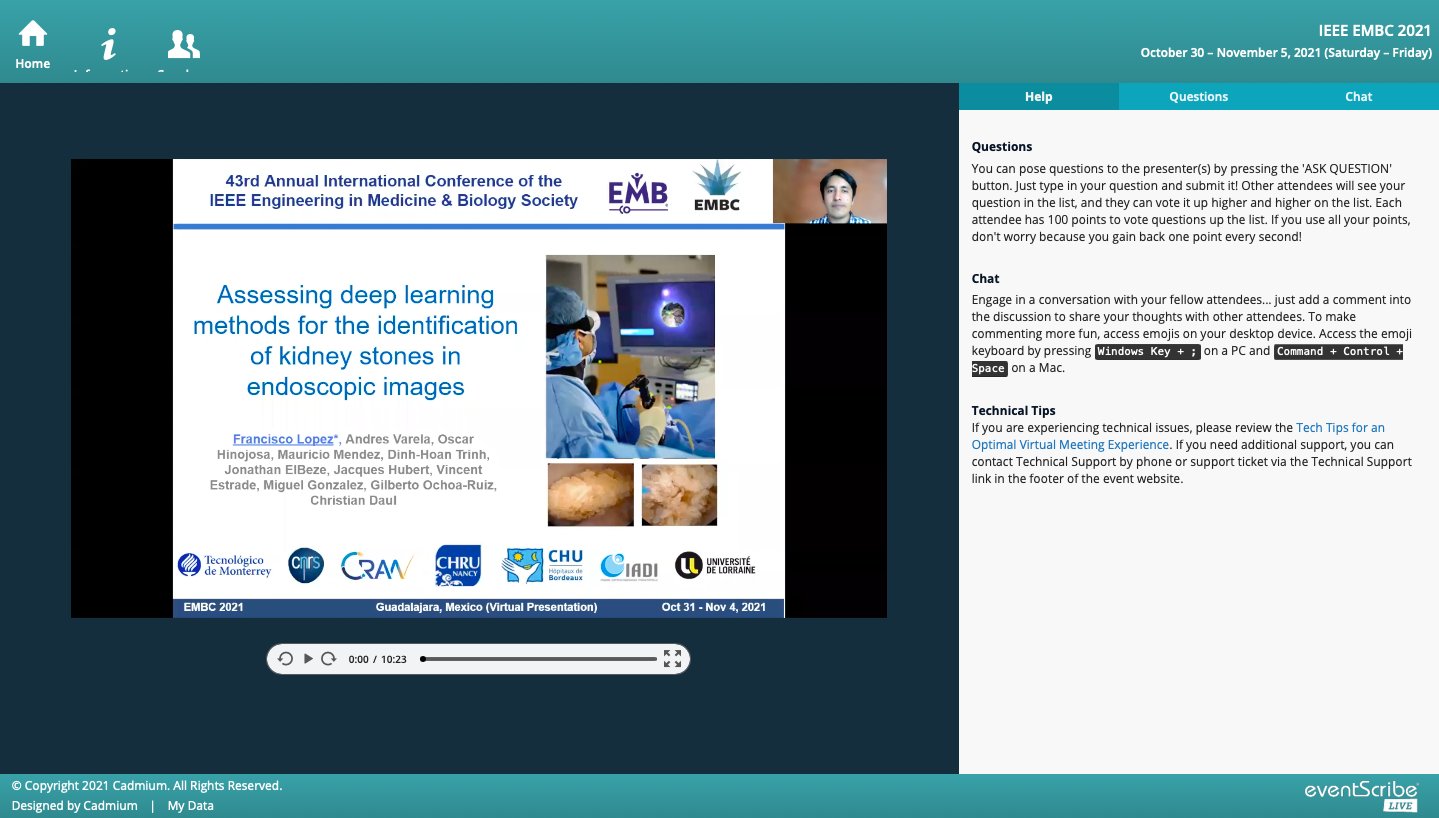 Home
IEEE EMBC 2021
October 30 – November 5, 2021 (Saturday – Friday)
Help
Questions
Chat
43rd Annual International Conference of the
IEEE Engineering in Medicine & Biology Society
EMB
EMBC
Assessing deep learning
methods for the identification
of kidney stones in
endoscopic images
Francisco Lopez*, Andres Varela, Oscar
Hinojosa, Mauricio Mendez, Dinh-Hoan Trinh,
Jonathan ElBeze, Jacques Hubert, Vincent
Estrade, Miguel Gonzalez, Gilberto Ochoa-Ruiz,
Christian Daul
Tecnológico
de Monterrey
cnrs
CRAN
CHRU
NANCY
CHU
Hôpitaux de
Bordeaux
IADI
UNIVERSITÉ
DE LORRAINE
EMBC 2021
Guadalajara, Mexico (Virtual Presentation)
Oct 31 - Nov 4, 2021
0:00 / 10:23
Questions
You can pose questions to the presenter(s) by pressing the 'ASK QUESTION'
button. Just type in your question and submit it! Other attendees will see your
question in the list, and they can vote it up higher and higher on the list. Each
attendee has 100 points to vote questions up the list. If you use all your points,
don't worry because you gain back one point every second!
Chat
Engage in a conversation with your fellow attendees... just add a comment into
the discussion to share your thoughts with other attendees. To make
commenting more fun, access emojis on your desktop device. Access the emoji
keyboard by pressing Windows Key + ; on a PC and Command + Control +
Space on a Mac.
Technical Tips
If you are experiencing technical issues, please review the Tech Tips for an
Optimal Virtual Meeting Experience. If you need additional support, you can
contact Technical Support by phone or support ticket via the Technical Support
link in the footer of the event website.
© Copyright 2021 Cadmium. All Rights Reserved.
Designed by Cadmium | My Data
eventScribe
LIVE